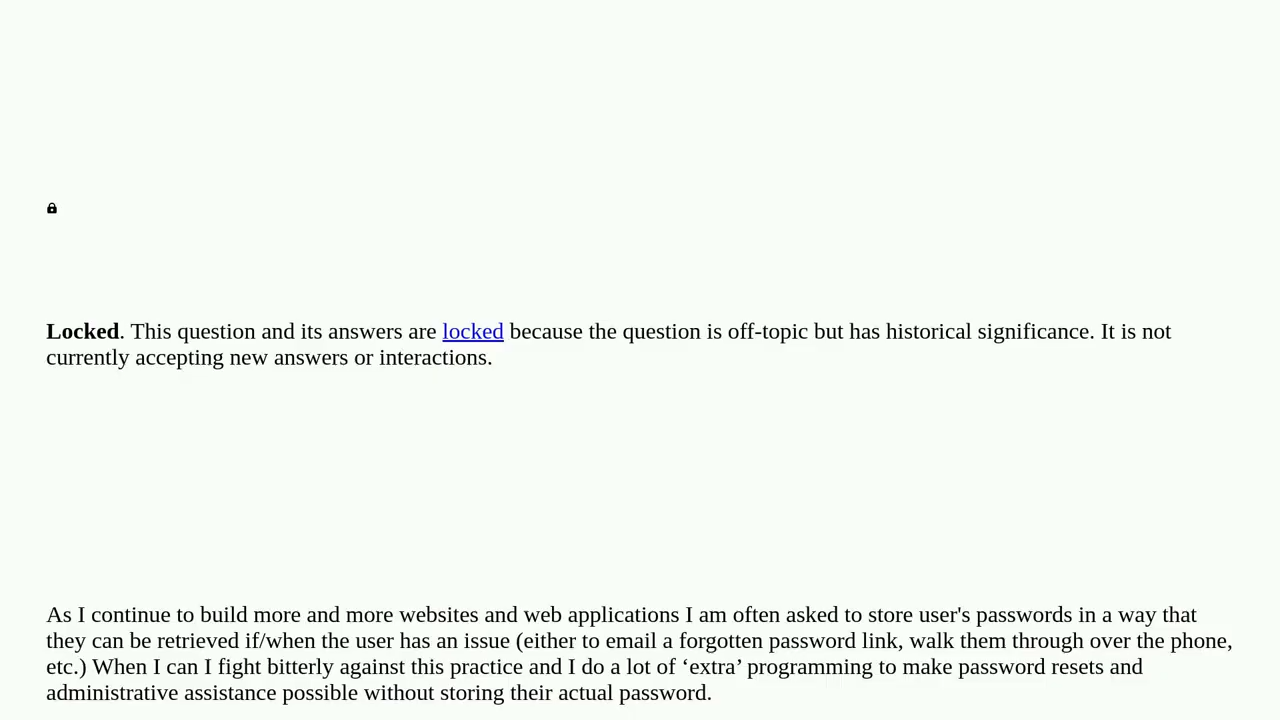 Locked. This question and its answers are locked because the question is off-topic but has historical significance. It is not
currently accepting new answers or interactions.
As I continue to build more and more websites and web applications I am often asked to store user's passwords in a way that
they can be retrieved if/when the user has an issue (either to email a forgotten password link, walk them through over the phone,
etc.) When I can I fight bitterly against this practice and I do a lot of ‘extra’ programming to make password resets and
administrative assistance possible without storing their actual password.